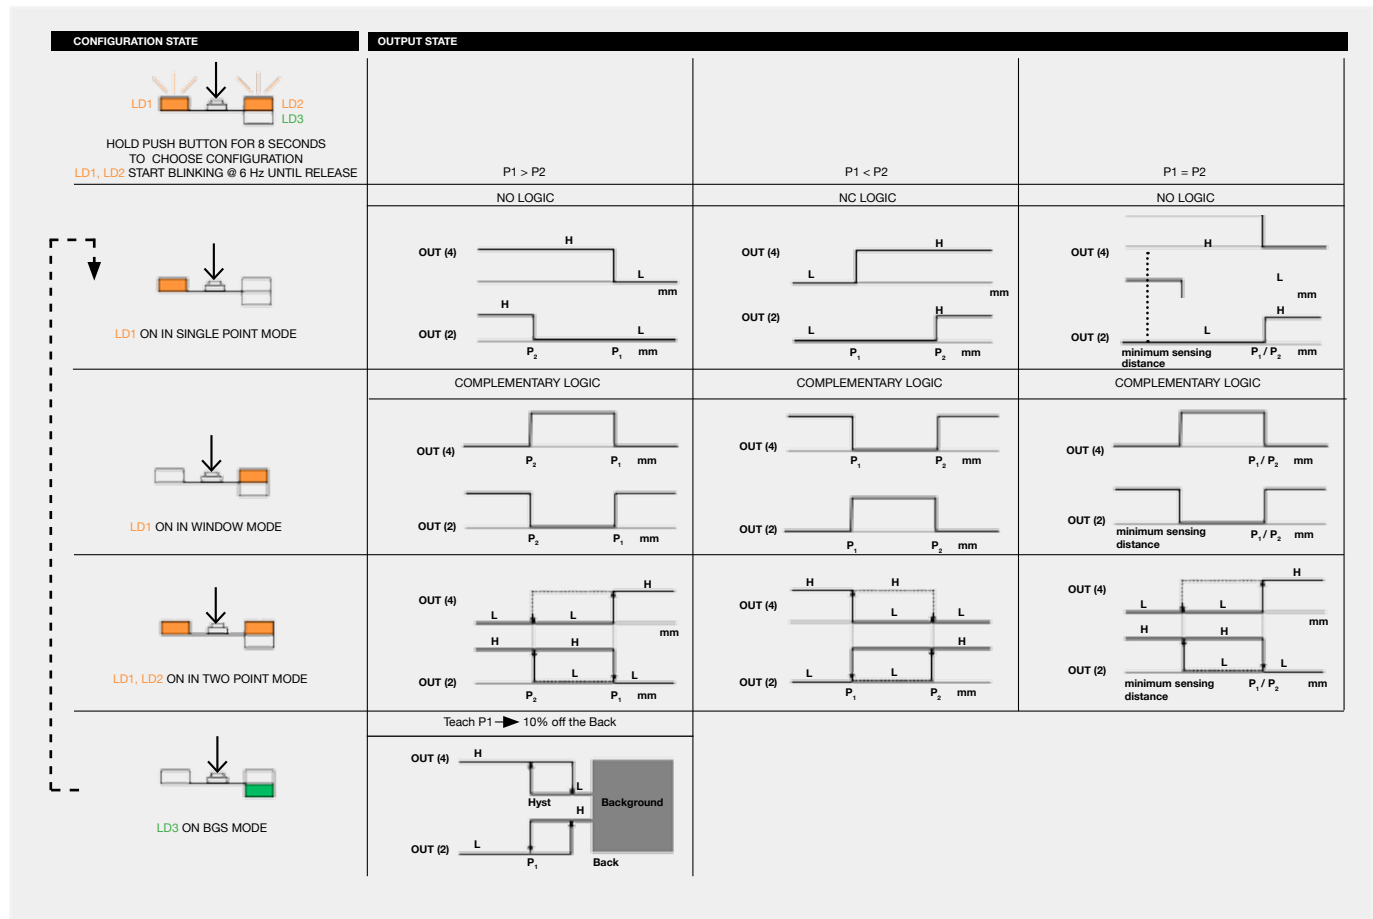 CONFIGURATION STATE
OUTPUT STATE
LD1
LD2
LD3
HOLD PUSH BUTTON FOR 8 SECONDS
TO CHOOSE CONFIGURATION
LD1, LD2 START BLINKING @ 6 Hz UNTIL RELEASE
P1 > P2
P1 < P2
P1 = P2
NO LOGIC
NC LOGIC
NO LOGIC
LD1 ON IN SINGLE POINT MODE
OUT (4)
H
L
mm
H
OUT (2)
L
P2
P1
mm
OUT (4)
H
L
mm
OUT (2)
H
L
P1
P2
mm
OUT (4)
H
L
mm
H
OUT (2)
L
minimum sensing
distance
P1 / P2
mm
COMPLEMENTARY LOGIC
COMPLEMENTARY LOGIC
COMPLEMENTARY LOGIC
LD1 ON IN WINDOW MODE
OUT (4)
P2
P1
mm
OUT (2)
P2
P1
mm
OUT (4)
P1
P2
mm
OUT (2)
P1
P2
mm
OUT (4)
P1 / P2
mm
OUT (2)
minimum sensing
distance
P1 / P2
mm
LD1, LD2 ON IN TWO POINT MODE
H
OUT (4)
L
L
mm
H
H
OUT (2)
L
L
P2
P1
mm
H
H
OUT (4)
L
L
H
OUT (2)
L
L
P1
P2
mm
H
OUT (4)
L
L
mm
H
H
OUT (2)
L
L
minimum sensing
distance
P1 / P2
mm
Teach P1 10% off the Back
LD3 ON BGS MODE
OUT (4)
H
L
Hyst
Background
H
OUT (2)
L
P1
Back